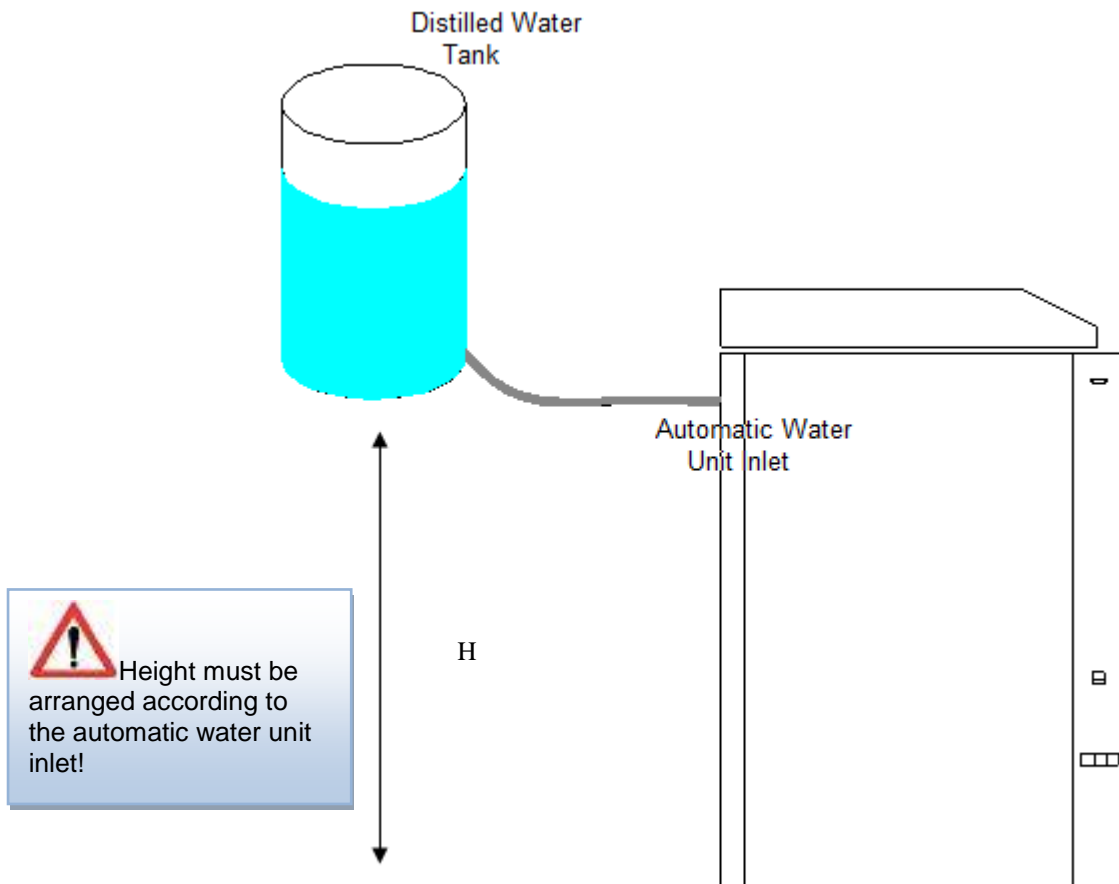 Distilled Water
Tank
Automatic Water
Unit Inlet
H
Height must be
arranged according to
the automatic water unit
inlet!